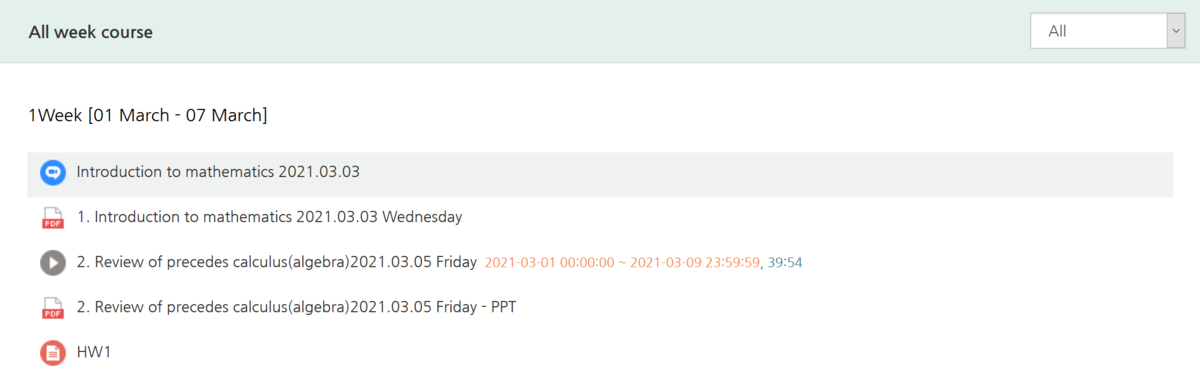 All week course
All
1Week [01 March - 07 March]
Introduction to mathematics 2021.03.03
PDF
1. Introduction to mathematics 2021.03.03 Wednesday
2. Review of precedes calculus(algebra)2021.03.05 Friday 2021-03-01 00:00:00 ~ 2021-03-09 23:59:59, 39:54
PDF
2. Review of precedes calculus(algebra)2021.03.05 Friday - PPT
HW1